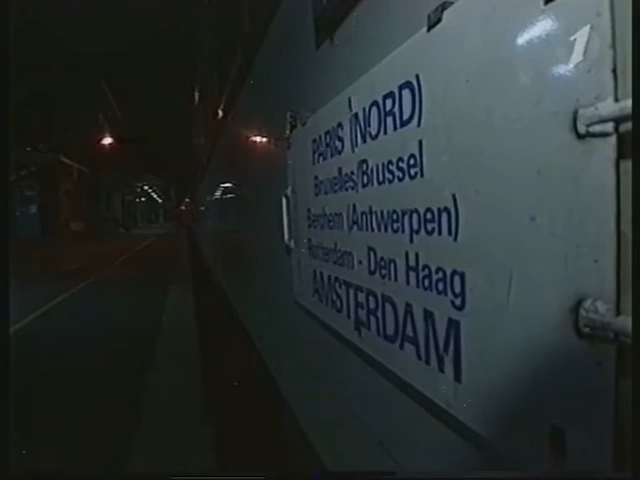 1
PARIS (NORD)
Bruxelles/Brussel
Berchem (Antwerpen)
Rotterdam - Den Haag
AMSTERDAM